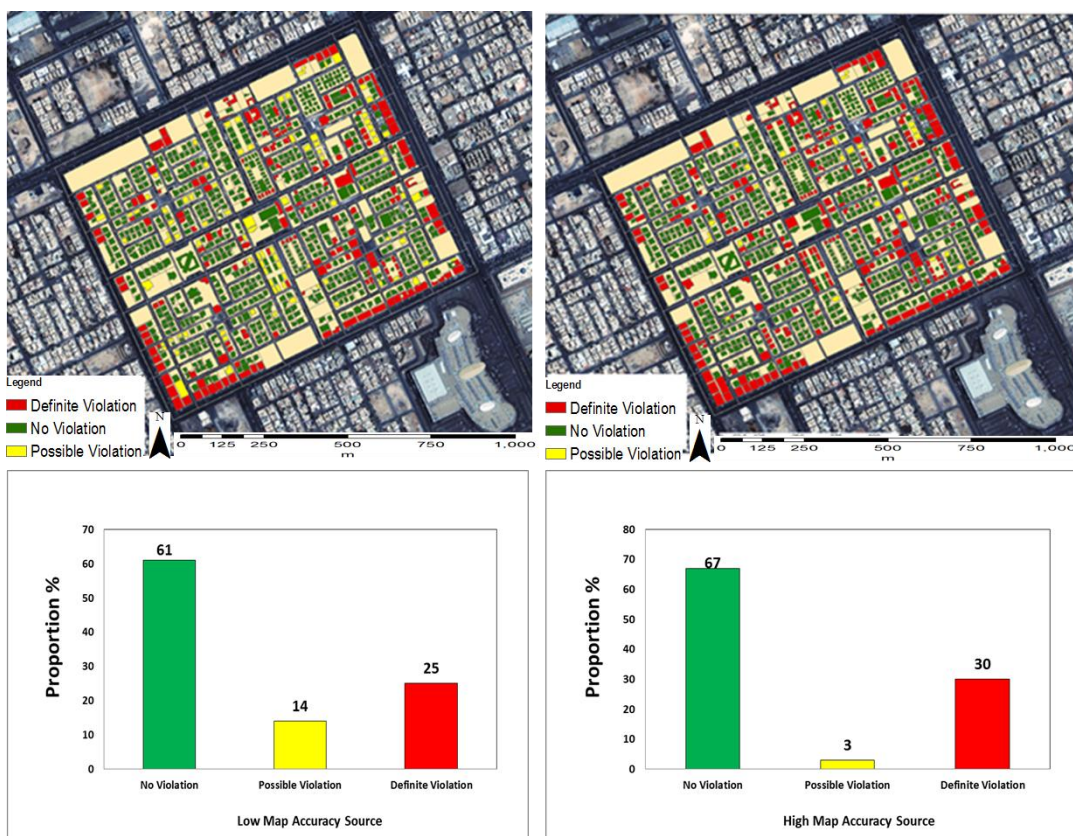 Legend
Definite Violation
No Violation
Possible Violation
N
0 125 250 500 750 1,000
m
Legend
Definite Violation
No Violation
Possible Violation
N
0 125 250 500 750 1,000
m
Proportion %
70
60
50
40
30
20
10
0
61
14
25
No Violation Possible Violation Definite Violation
Low Map Accuracy Source
Proportion %
80
70
60
50
40
30
20
10
0
67
3
30
No Violation Possible Violation Definite Violation
High Map Accuracy Source